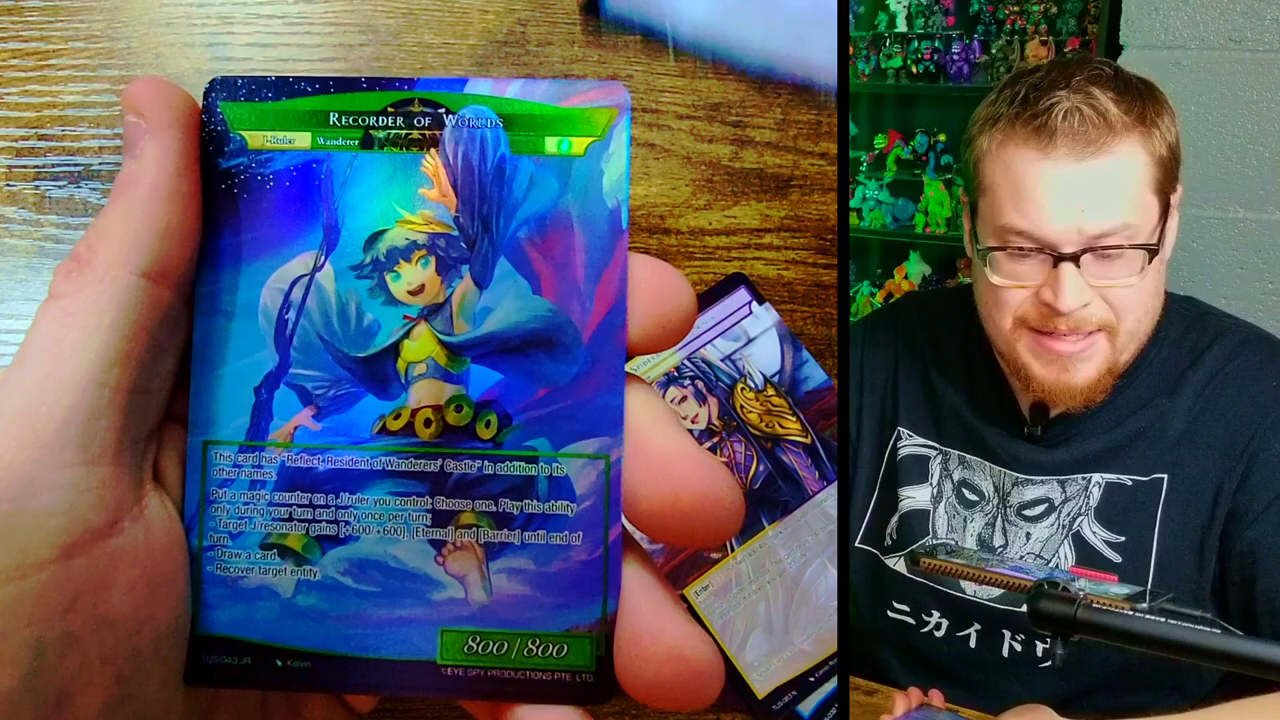 RECORDER OF WORLDS
J-Ruler Wanderer
This card has "Reflect, Resident of Wanderers' Castle" in addition to its
other names.
Put a magic counter on a J/ruler you control: Choose one. Play this ability
only during your turn and only once per turn;
- Target J/resonator gains [+600/+600], [Eternal] and [Barrier] until end of
turn.
- Draw a card.
- Recover target entity.
800 / 800
TUS-043 JR Kelvin
©EYE SPY PRODUCTIONS PTE. LTD.
[Enter]
ニカイドウ